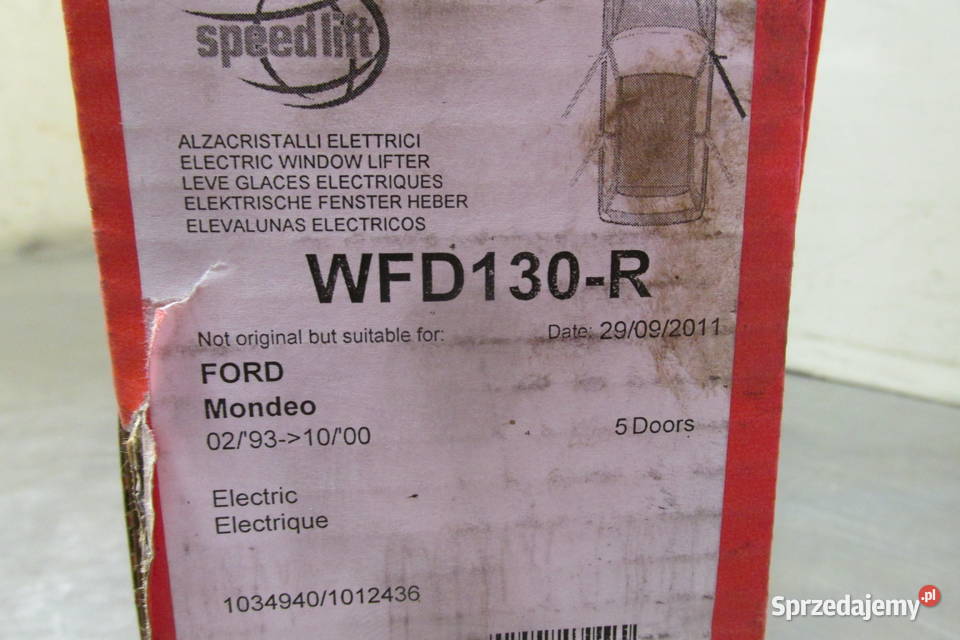 speed lift
ALZACRISTALLI ELETTRICI
ELECTRIC WINDOW LIFTER
LEVE GLACES ELECTRIQUES
ELEKTRISCHE FENSTER HEBER
ELEVALUNAS ELECTRICOS
WFD130-R
Not original but suitable for: Date: 29/09/2011
FORD
Mondeo
02/'93->10/'00 5 Doors
Electric
Electrique
1034940/1012436
Sprzedajemy.pl